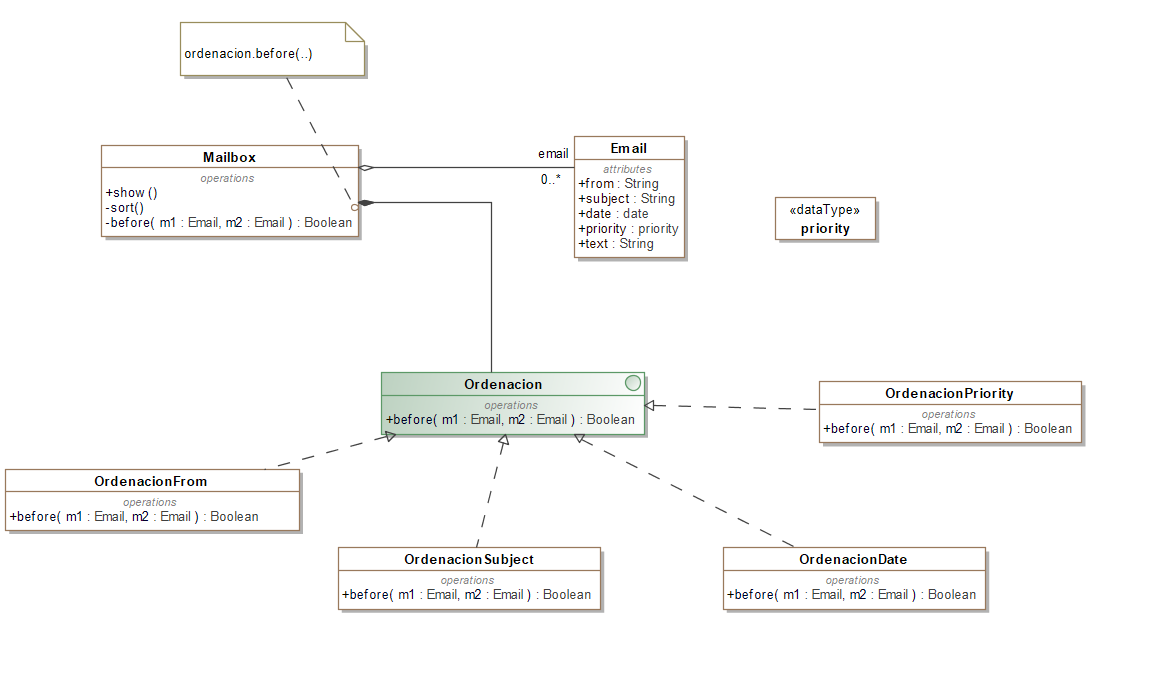 ordenacion.before(..)
Mailbox
operations
+show ()
-sort()
-before( m1 : Email, m2 : Email ) : Boolean
email
0..*
Email
attributes
+from : String
+subject : String
+date : date
+priority : priority
+text : String
«dataType»
priority
Ordenacion
operations
+before( m1 : Email, m2 : Email ) : Boolean
OrdenacionPriority
operations
+before( m1 : Email, m2 : Email ) : Boolean
OrdenacionFrom
operations
+before( m1 : Email, m2 : Email ) : Boolean
OrdenacionSubject
operations
+before( m1 : Email, m2 : Email ) : Boolean
OrdenacionDate
operations
+before( m1 : Email, m2 : Email ) : Boolean